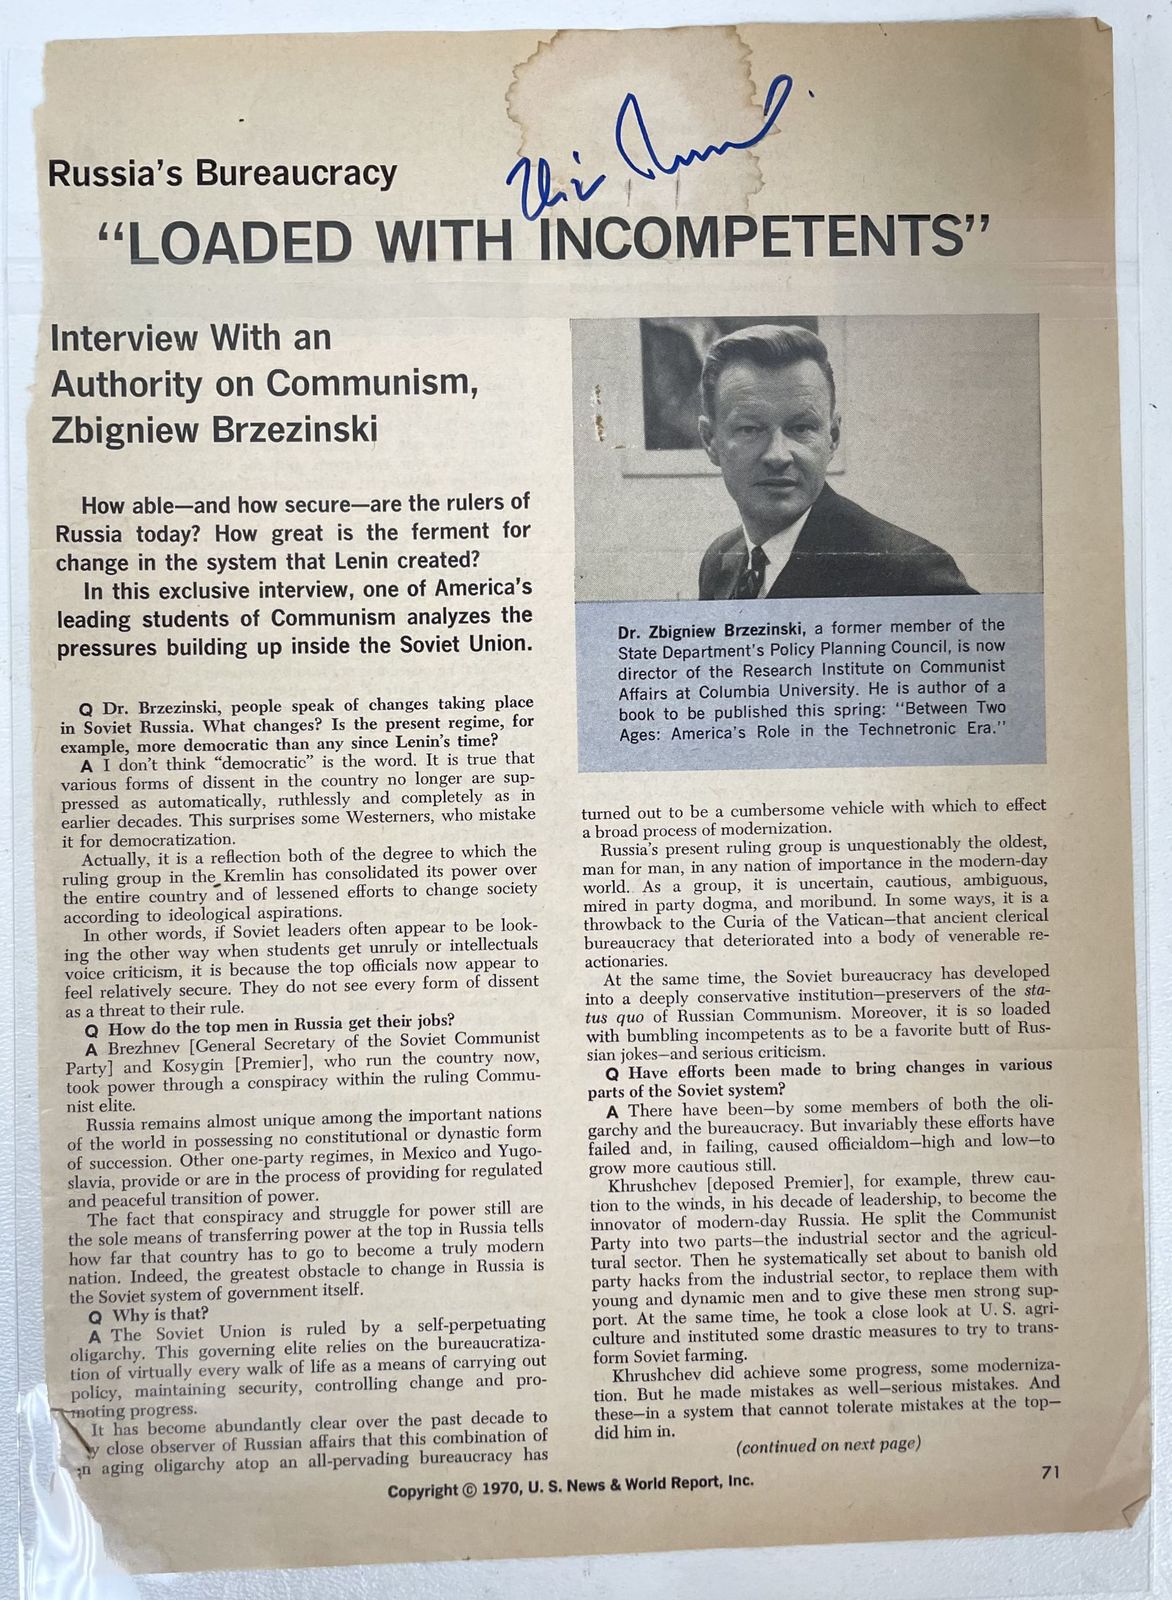 Russia's Bureaucracy
"LOADED WITH INCOMPETENTS"
Interview With an
Authority on Communism,
Zbigniew Brzezinski
How able—and how secure—are the rulers of
Russia today? How great is the ferment for
change in the system that Lenin created?
In this exclusive interview, one of America's
leading students of Communism analyzes the
pressures building up inside the Soviet Union.
Q Dr. Brzezinski, people speak of changes taking place
in Soviet Russia. What changes? Is the present regime, for
example, more democratic than any since Lenin's time?
A I don't think "democratic" is the word. It is true that
various forms of dissent in the country no longer are sup-
pressed as automatically, ruthlessly and completely as in
earlier decades. This surprises some Westerners, who mistake
it for democratization.
Actually, it is a reflection both of the degree to which the
ruling group in the Kremlin has consolidated its power over
the entire country and of lessened efforts to change society
according to ideological aspirations.
In other words, if Soviet leaders often appear to be look-
ing the other way when students get unruly or intellectuals
voice criticism, it is because the top officials now appear to
feel relatively secure. They do not see every form of dissent
as a threat to their rule.
Q How do the top men in Russia get their jobs?
A Brezhnev [General Secretary of the Soviet Communist
Party] and Kosygin [Premier], who run the country now,
took power through a conspiracy within the ruling Commu-
nist elite.
Russia remains almost unique among the important nations
of the world in possessing no constitutional or dynastic form
of succession. Other one-party regimes, in Mexico and Yugo-
slavia, provide or are in the process of providing for regulated
and peaceful transition of power.
The fact that conspiracy and struggle for power still are
the sole means of transferring power at the top in Russia tells
how far that country has to go to become a truly modern
nation. Indeed, the greatest obstacle to change in Russia is
the Soviet system of government itself.
Q Why is that?
A The Soviet Union is ruled by a self-perpetuating
oligarchy. This governing elite relies on the bureaucratiza-
tion of virtually every walk of life as a means of carrying out
policy, maintaining security, controlling change and pro-
moting progress.
It has become abundantly clear over the past decade to
y close observer of Russian affairs that this combination of
n aging oligarchy atop an all-pervading bureaucracy has
Dr. Zbigniew Brzezinski, a former member of the
State Department's Policy Planning Council, is now
director of the Research Institute on Communist
Affairs at Columbia University. He is author of a
book to be published this spring: "Between Two
Ages: America's Role in the Technetronic Era."
turned out to be a cumbersome vehicle with which to effect
a broad process of modernization.
Russia's present ruling group is unquestionably the oldest,
man for man, in any nation of importance in the modern-day
world. As a group, it is uncertain, cautious, ambiguous,
mired in party dogma, and moribund. In some ways, it is a
throwback to the Curia of the Vatican—that ancient clerical
bureaucracy that deteriorated into a body of venerable re-
actionaries.
At the same time, the Soviet bureaucracy has developed
into a deeply conservative institution—preservers of the sta-
tus quo of Russian Communism. Moreover, it is so loaded
with bumbling incompetents as to be a favorite butt of Rus-
sian jokes—and serious criticism.
Q Have efforts been made to bring changes in various
parts of the Soviet system?
A There have been—by some members of both the oli-
garchy and the bureaucracy. But invariably these efforts have
failed and, in failing, caused officialdom—high and low—to
grow more cautious still.
Khrushchev [deposed Premier], for example, threw cau-
tion to the winds, in his decade of leadership, to become the
innovator of modern-day Russia. He split the Communist
Party into two parts—the industrial sector and the agricul-
tural sector. Then he systematically set about to banish old
party hacks from the industrial sector, to replace them with
young and dynamic men and to give these men strong sup-
port. At the same time, he took a close look at U. S. agri-
culture and instituted some drastic measures to try to trans-
form Soviet farming.
Khrushchev did achieve some progress, some moderniza-
tion. But he made mistakes as well—serious mistakes. And
these—in a system that cannot tolerate mistakes at the top—
did him in.
(continued on next page)
Copyright © 1970, U. S. News & World Report, Inc.
71